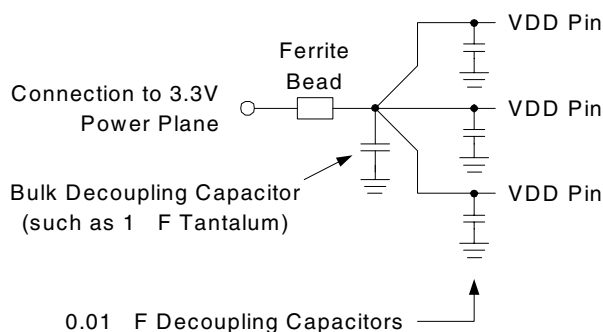 VDD Pin
Ferrite
Bead
Connection to 3.3V
Power Plane
VDD Pin
Bulk Decoupling Capacitor
(such as 1 F Tantalum)
VDD Pin
0.01 F Decoupling Capacitors